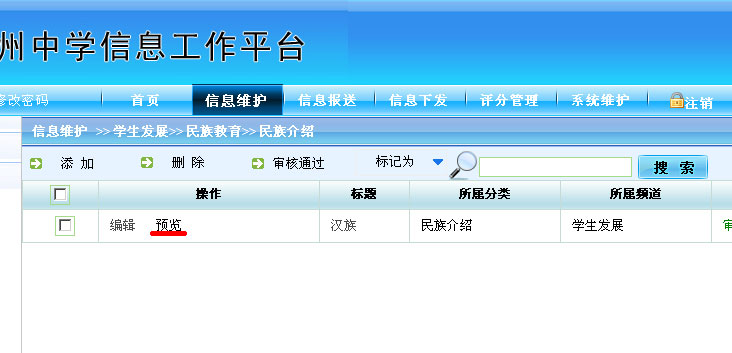 州中学信息工作平台
修改密码 首页 信息维护 信息报送 信息下发 评分管理 系统维护 注销
信息维护 >>学生发展>>民族教育>>民族介绍
添 加 删 除 审核通过 标记为 搜 索
操作 标题 所属分类 所属频道
编辑 预览 汉族 民族介绍 学生发展 审